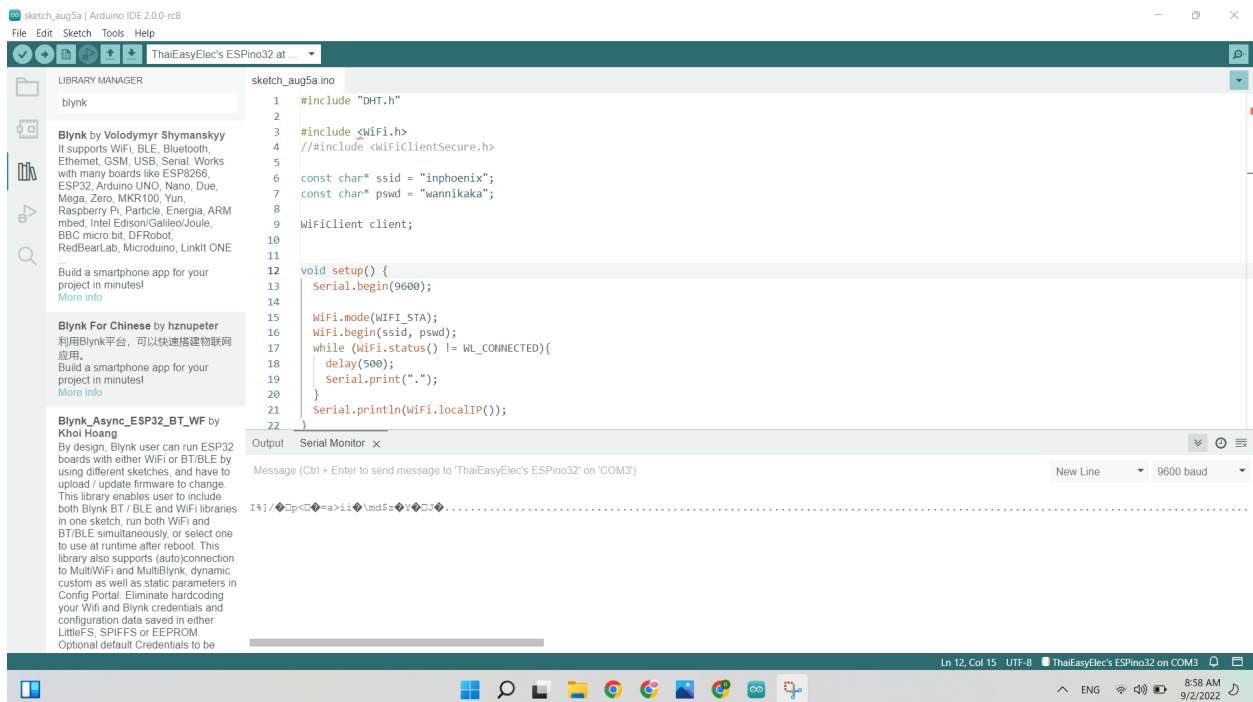 sketch_aug5a | Arduino IDE 2.0.0-rc8
File Edit Sketch Tools Help
ThaiEasyElec's ESPino32 at ...
LIBRARY MANAGER
blynk
Blynk by Volodymyr Shymanskyy
It supports WiFi, BLE, Bluetooth,
Ethernet, GSM, USB, Serial. Works
with many boards like ESP8266,
ESP32, Arduino UNO, Nano, Due,
Mega, Zero, MKR100, Yun,
Raspberry Pi, Particle, Energia, ARM
mbed, Intel Edison/Galileo/Joule,
BBC micro:bit, DFRobot,
RedBearLab, Microduino, LinkIt ONE
...
Build a smartphone app for your
project in minutes!
More info
Blynk For Chinese by hznupeter
利用Blynk平台，可以快速搭建物联网
应用。
Build a smartphone app for your
project in minutes!
More info
Blynk_Async_ESP32_BT_WF by
Khoi Hoang
By design, Blynk user can run ESP32
boards with either WiFi or BT/BLE by
using different sketches, and have to
upload / update firmware to change.
This library enables user to include
both Blynk BT / BLE and WiFi libraries
in one sketch, run both WiFi and
BT/BLE simultaneously, or select one
to use at runtime after reboot. This
library also supports (auto)connection
to MultiWiFi and MultiBlynk, dynamic
custom as well as static parameters in
Config Portal. Eliminate hardcoding
your Wifi and Blynk credentials and
configuration data saved in either
LittleFS, SPIFFS or EEPROM.
Optional default Credentials to be
sketch_aug5a.ino
1 #include "DHT.h"
2
3 #include <WiFi.h>
4 //#include <WiFiClientSecure.h>
5
6 const char* ssid = "inphoenix";
7 const char* pswd = "wannikaka";
8
9 WiFiClient client;
10
11
12 void setup() {
13 Serial.begin(9600);
14
15 WiFi.mode(WIFI_STA);
16 WiFi.begin(ssid, pswd);
17 while (WiFi.status() != WL_CONNECTED){
18 delay(500);
19 Serial.print(".");
20 }
21 Serial.println(WiFi.localIP());
22 }
Output Serial Monitor
Message (Ctrl + Enter to send message to 'ThaiEasyElec's ESPino32' on 'COM3')
New Line 9600 baud
I%]/�□p<□�=a>ii�\md$z�Y�□J�..........
Ln 12, Col 15 UTF-8 ThaiEasyElec's ESPino32 on COM3
ENG
8:58 AM
9/2/2022